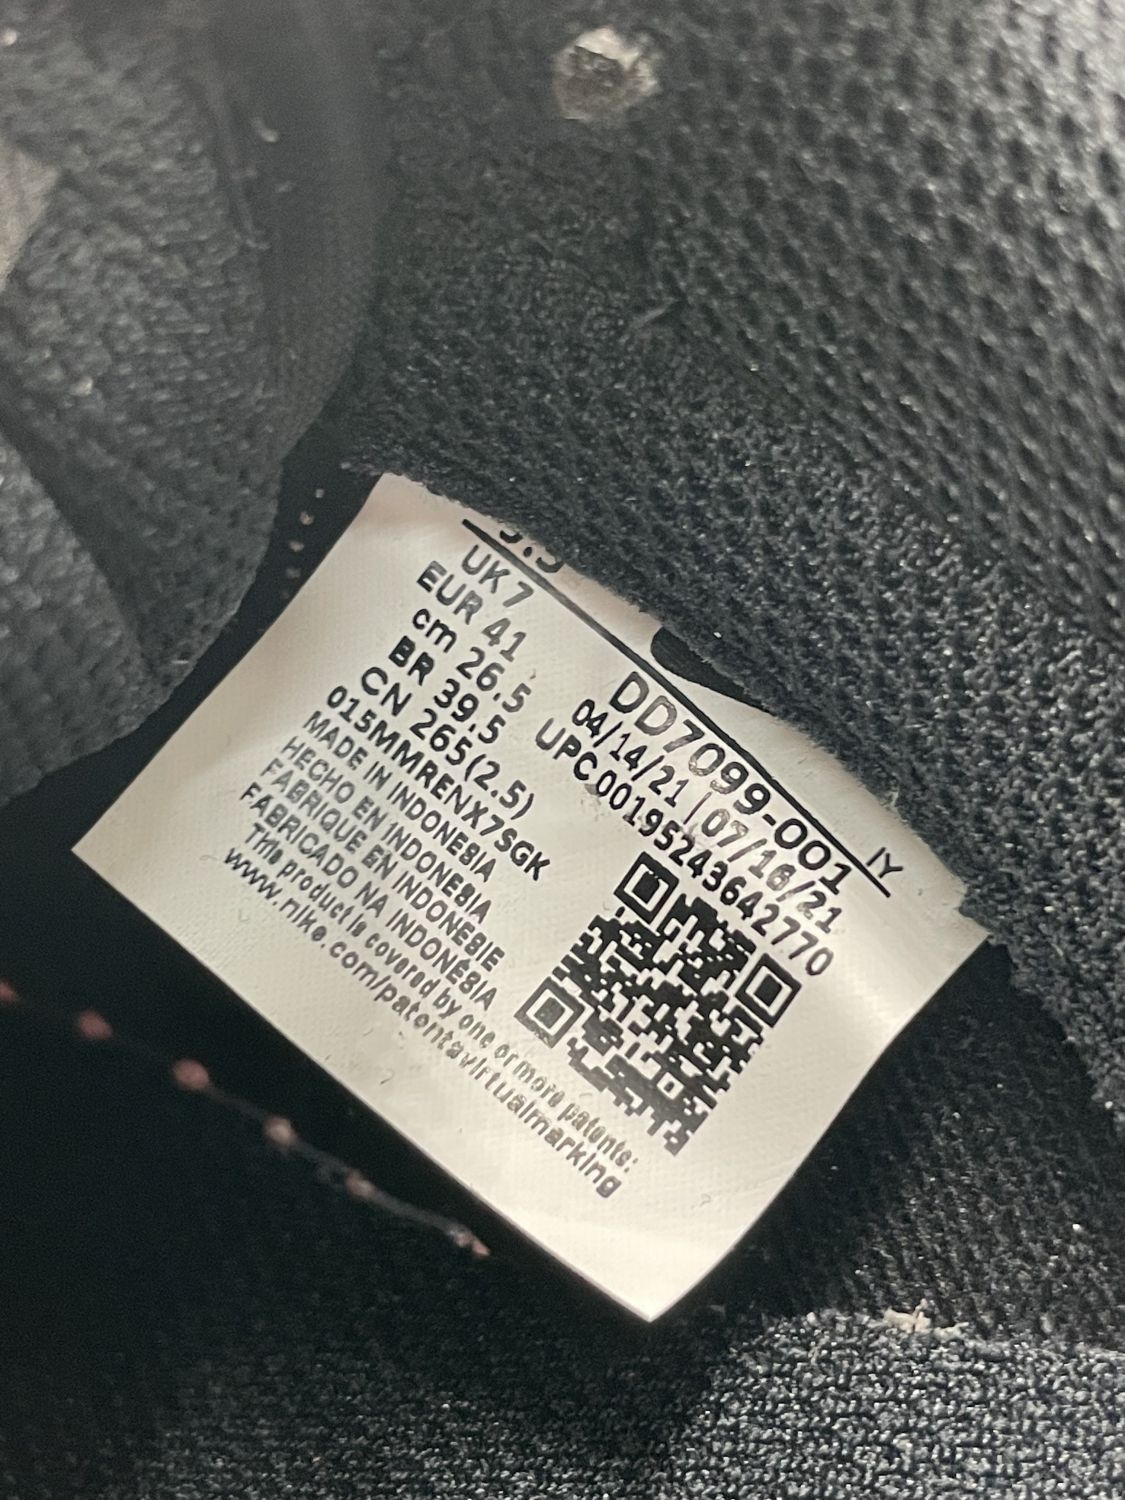 UK 7
EUR 41
cm 26.5
BR 39.5
CN 265(2.5)
015MMRENX7SGK
MADE IN INDONESIA
HECHO EN INDONESIA
FABRIQUE EN INDONESIE
FABRICADO NA INDONÉSIA
This product is covered by one or more patents:
www.nike.com/patentavirtualmarking
IY
DD7099-001
04/14/21 | 07/16/21
UPC 00195243642770